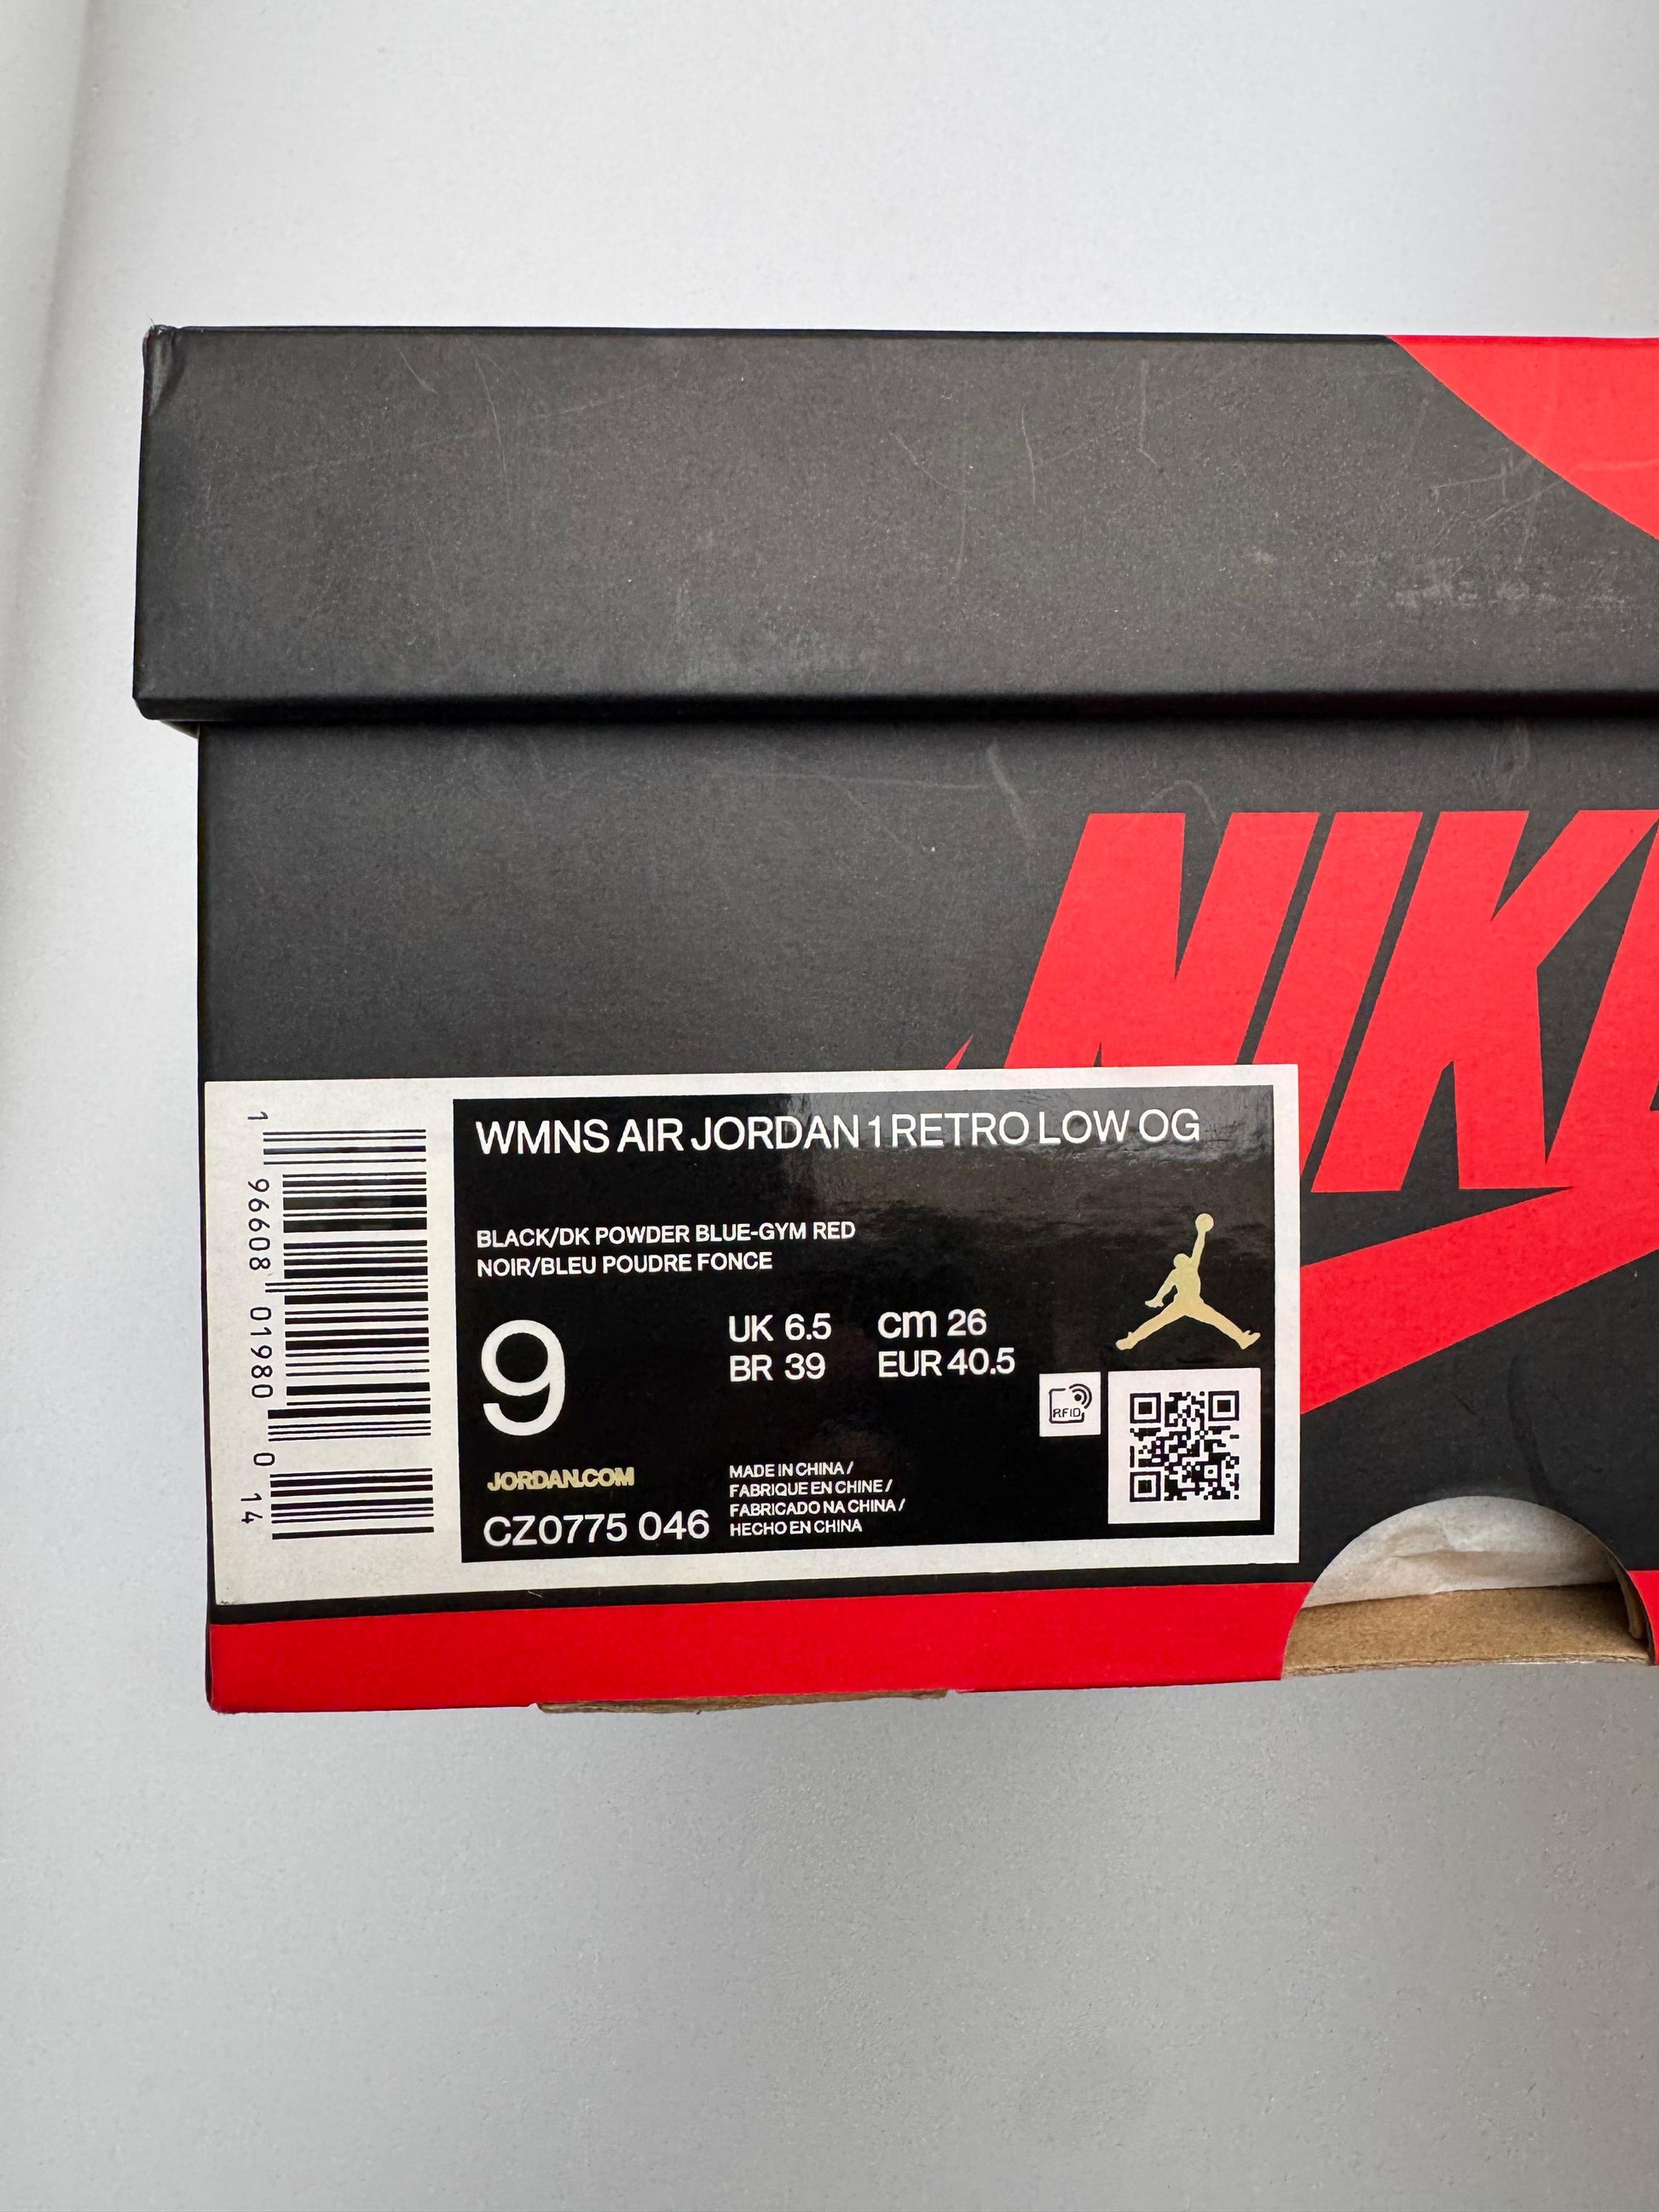 NIKE
WMNS AIR JORDAN 1 RETRO LOW OG
BLACK/DK POWDER BLUE-GYM RED
NOIR/BLEU POUDRE FONCE
9
UK 6.5 cm 26
BR 39 EUR 40.5
RFID
JORDAN.COM
CZ0775 046
MADE IN CHINA /
FABRIQUE EN CHINE /
FABRICADO NA CHINA /
HECHO EN CHINA
1 96608 01980 0 14